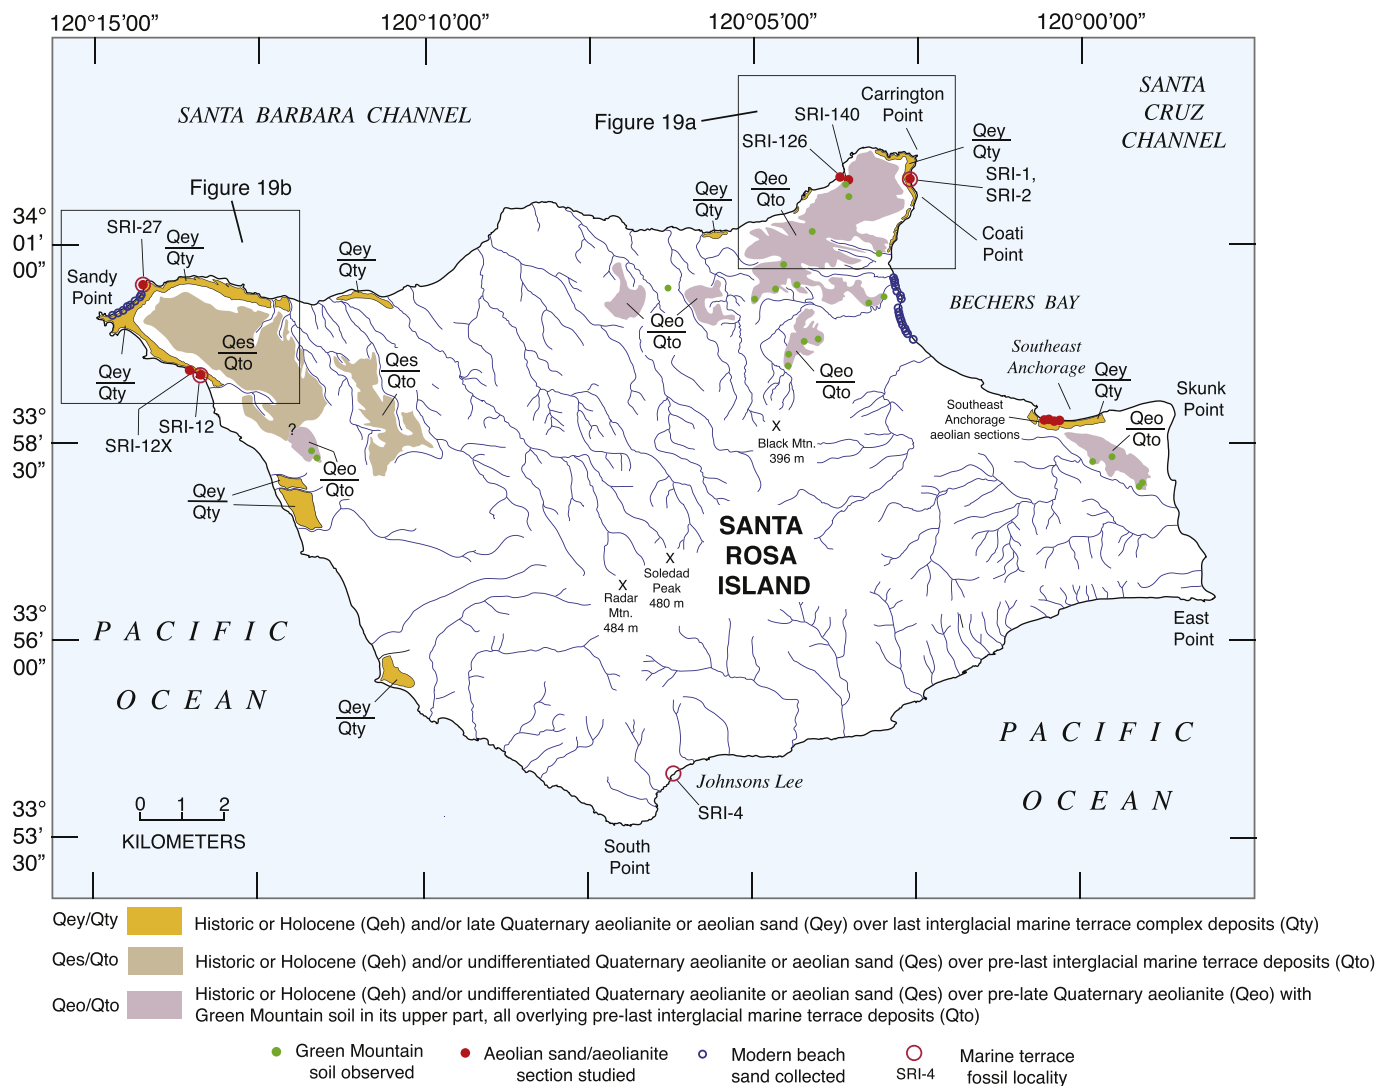 120°15'00”
120°10’00”
120°05’00”
120°00’00”
SANTA BARBARA CHANNEL
SANTA
CRUZ
CHANNEL
Carrington
Point
Figure 19a
SRI-140
SRI-126
Qey
Qty
SRI-1,
SRI-2
Qeo
Qto
Qey
Qty
Coati
Point
Figure 19b
34°
01’
00”
SRI-27
Qey
Qty
Qey
Qty
Sandy
Point
BECHERS BAY
Qeo
Qto
Qes
Qto
Qes
Qto
Qey
Qty
Southeast
Anchorage
Qeo
Qto
Qey
Qty
Skunk
Point
Southeast
Anchorage
aeolian sections
Qeo
Qto
33°
58’
30”
SRI-12
SRI-12X
?
X
Black Mtn.
396 m
Qeo
Qto
Qey
Qty
SANTA
ROSA
ISLAND
X
Soledad
Peak
480 m
X
Radar
Mtn.
484 m
33°
56’
00”
PACIFIC
OCEAN
East
Point
Qey
Qty
PACIFIC
OCEAN
Johnsons Lee
SRI-4
0 1 2
KILOMETERS
33°
53’
30”
South
Point
Qey/Qty Historic or Holocene (Qeh) and/or late Quaternary aeolianite or aeolian sand (Qey) over last interglacial marine terrace complex deposits (Qty)
Qes/Qto Historic or Holocene (Qeh) and/or undifferentiated Quaternary aeolianite or aeolian sand (Qes) over pre-last interglacial marine terrace deposits (Qto)
Qeo/Qto Historic or Holocene (Qeh) and/or undifferentiated Quaternary aeolianite or aeolian sand (Qes) over pre-late Quaternary aeolianite (Qeo) with
Green Mountain soil in its upper part, all overlying pre-last interglacial marine terrace deposits (Qto)
Green Mountain
soil observed
Aeolian sand/aeolianite
section studied
Modern beach
sand collected
SRI-4
Marine terrace
fossil locality